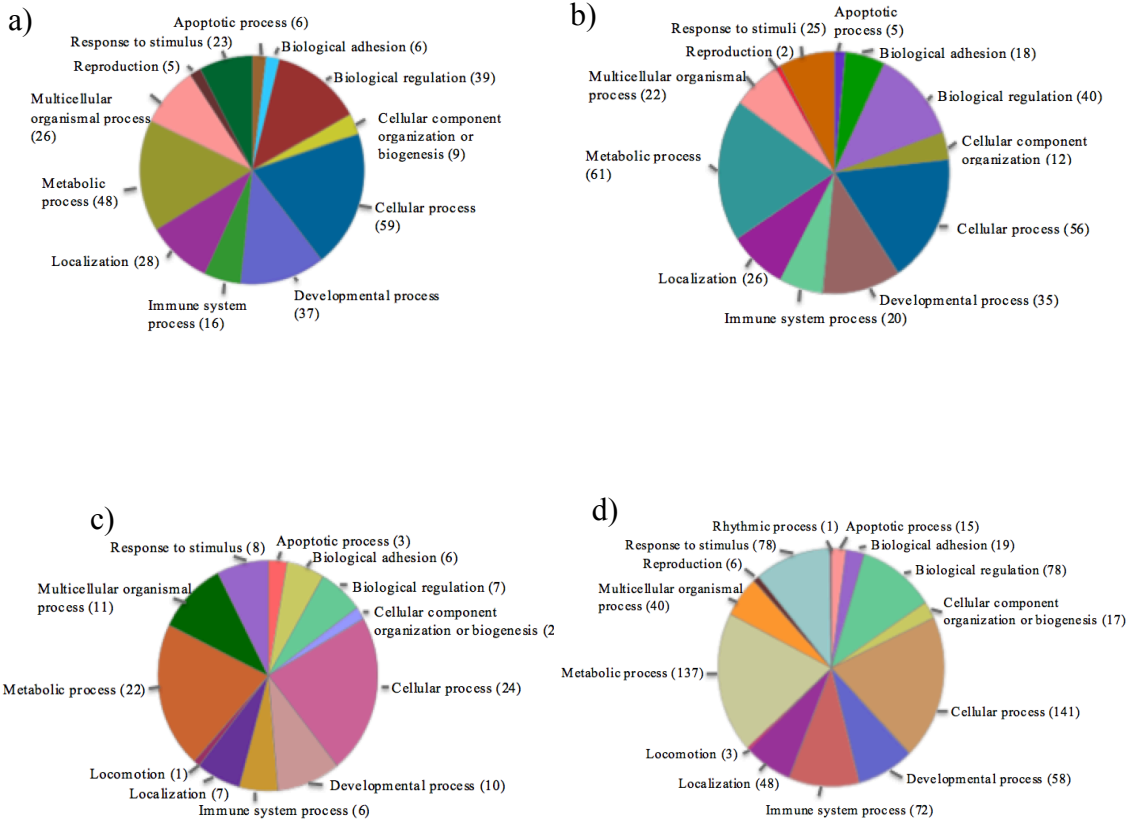 a)
Apoptotic process (6)
Response to stimulus (23)
Biological adhesion (6)
Reproduction (5)
Biological regulation (39)
Multicellular
organismal process
(26)
Cellular component
organization or
biogenesis (9)
Metabolic
process (48)
Cellular process
(59)
Localization (28)
Developmental process
(37)
Immune system
process (16)
b)
Apoptotic
process (5)
Response to stimuli (25)
Reproduction (2)
Biological adhesion (18)
Multicellular organismal
process (22)
Biological regulation (40)
Cellular component
organization (12)
Metabolic process
(61)
Cellular process (56)
Localization (26)
Developmental process (35)
Immune system process (20)
c)
Apoptotic process (3)
Response to stimulus (8)
Biological adhesion (6)
Multicellular organismal
process (11)
Biological regulation (7)
Cellular component
organization or biogenesis (2
Metabolic process (22)
Cellular process (24)
Locomotion (1)
Localization (7)
Developmental process (10)
Immune system process (6)
d)
Rhythmic process (1)
Apoptotic process (15)
Response to stimulus (78)
Biological adhesion (19)
Reproduction (6)
Biological regulation (78)
Multicellular organismal
process (40)
Cellular component
organization or biogenesis (17)
Metabolic process (137)
Cellular process (141)
Locomotion (3)
Localization (48)
Developmental process (58)
Immune system process (72)